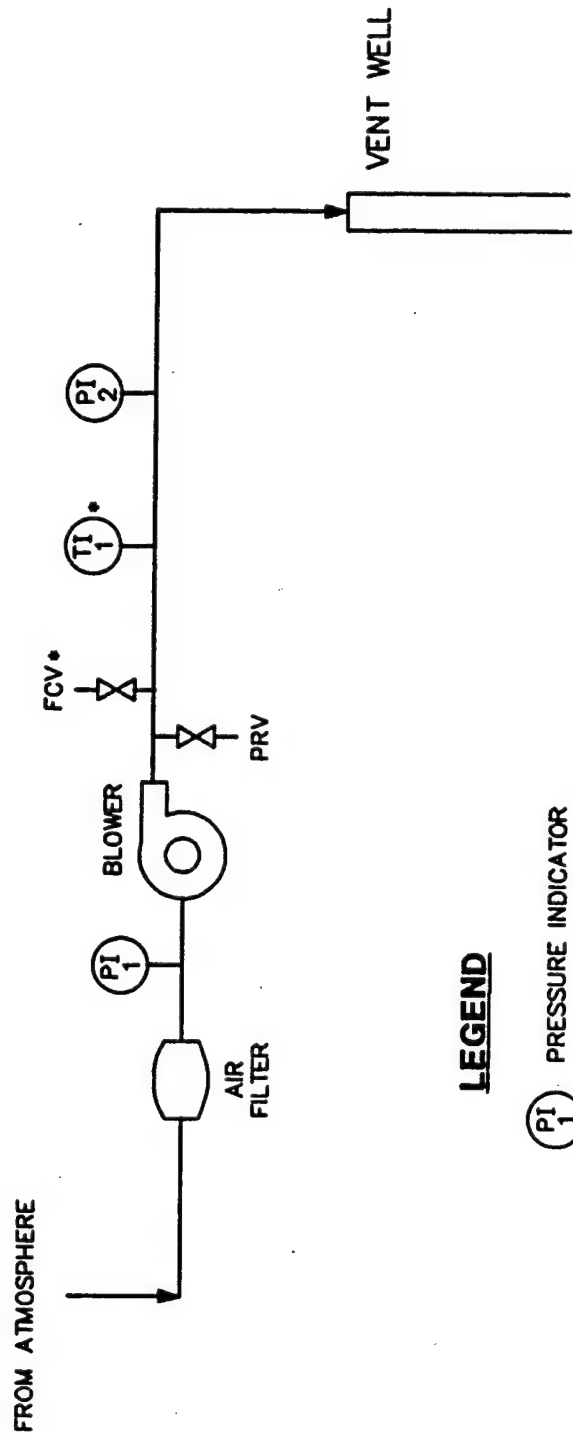 FROM ATMOSPHERE
AIR
FILTER
PI
1
BLOWER
PRV
FCV*
TI
1
*
PI
2
VENT WELL
LEGEND
PI
1
PRESSURE INDICATOR